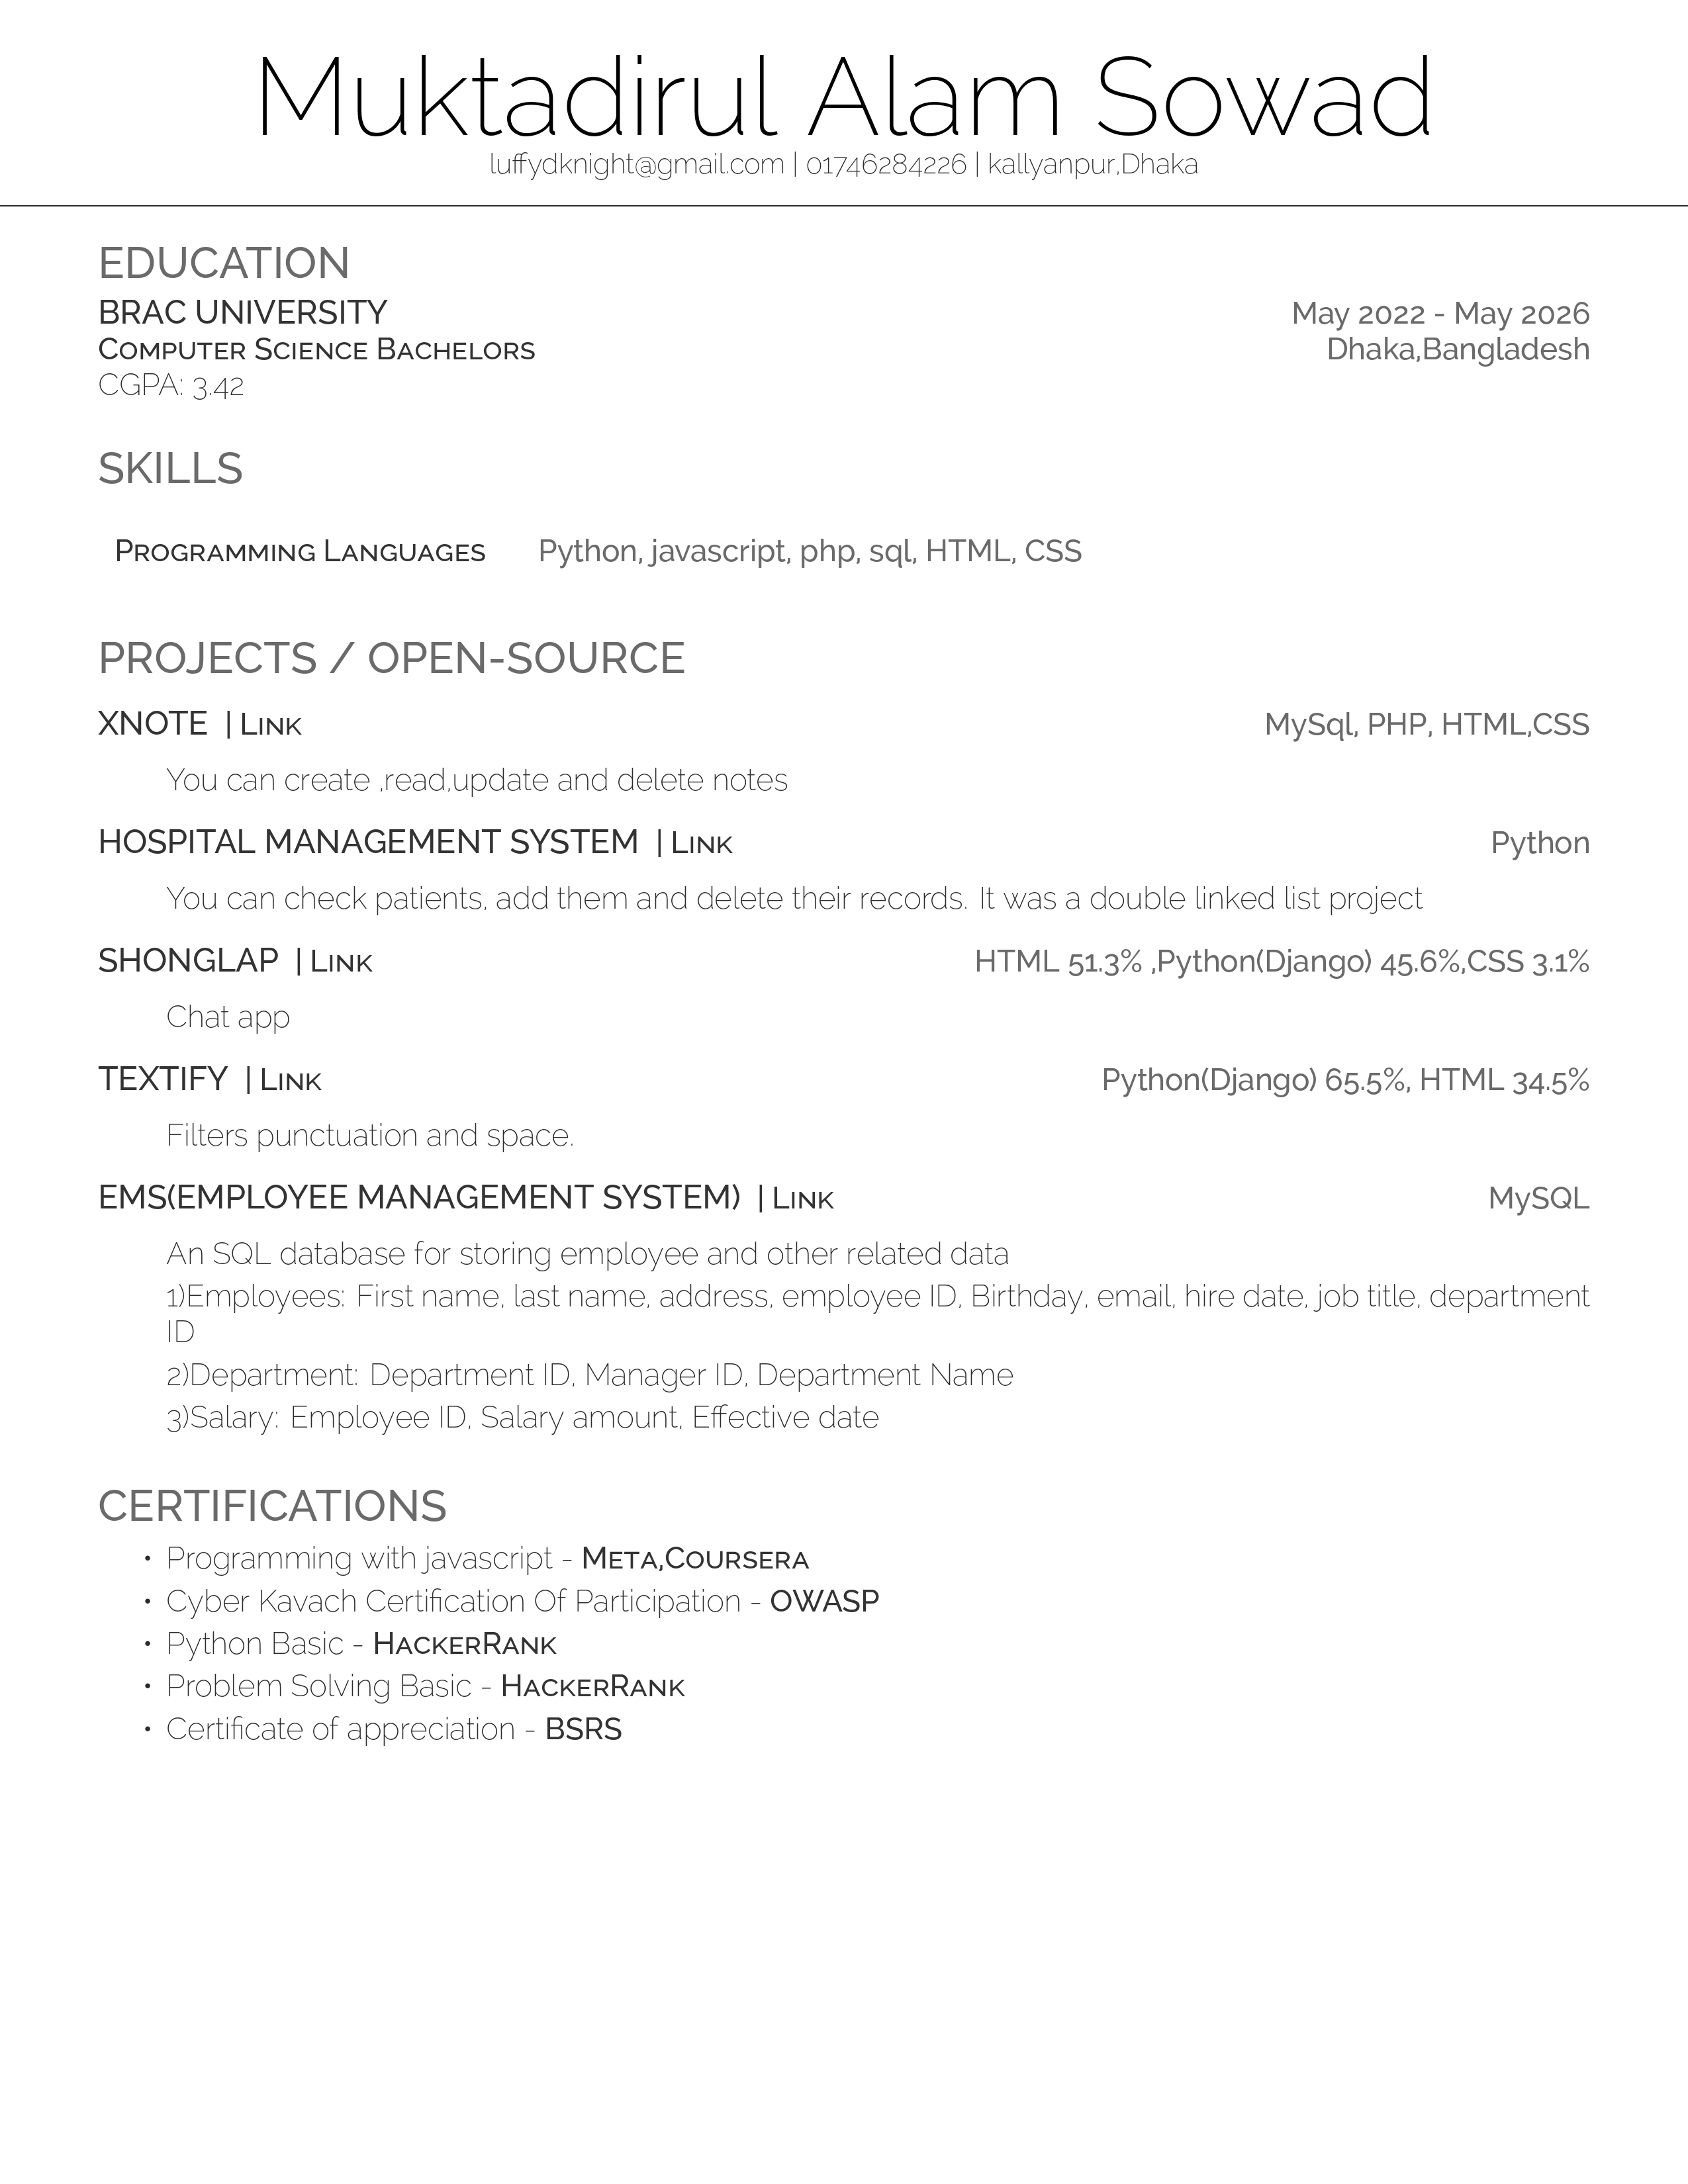 Muktadirul Alam Sowad
luffydknight@gmail.com | 01746284226 | kallyanpur,Dhaka
EDUCATION
BRAC UNIVERSITY May 2022 - May 2026
Computer Science Bachelors Dhaka,Bangladesh
CGPA: 3.42
SKILLS
Programming Languages Python, javascript, php, sql, HTML, CSS
PROJECTS / OPEN-SOURCE
XNOTE | Link MySql, PHP, HTML,CSS
You can create ,read,update and delete notes
HOSPITAL MANAGEMENT SYSTEM | Link Python
You can check patients, add them and delete their records. It was a double linked list project
SHONGLAP | Link HTML 51.3% ,Python(Django) 45.6%,CSS 3.1%
Chat app
TEXTIFY | Link Python(Django) 65.5%, HTML 34.5%
Filters punctuation and space.
EMS(EMPLOYEE MANAGEMENT SYSTEM) | Link MySQL
An SQL database for storing employee and other related data
1)Employees: First name, last name, address, employee ID, Birthday, email, hire date, job title, department
ID
2)Department: Department ID, Manager ID, Department Name
3)Salary: Employee ID, Salary amount, Effective date
CERTIFICATIONS
• Programming with javascript - Meta,Coursera
• Cyber Kavach Certification Of Participation - OWASP
• Python Basic - HackerRank
• Problem Solving Basic - HackerRank
• Certificate of appreciation - BSRS